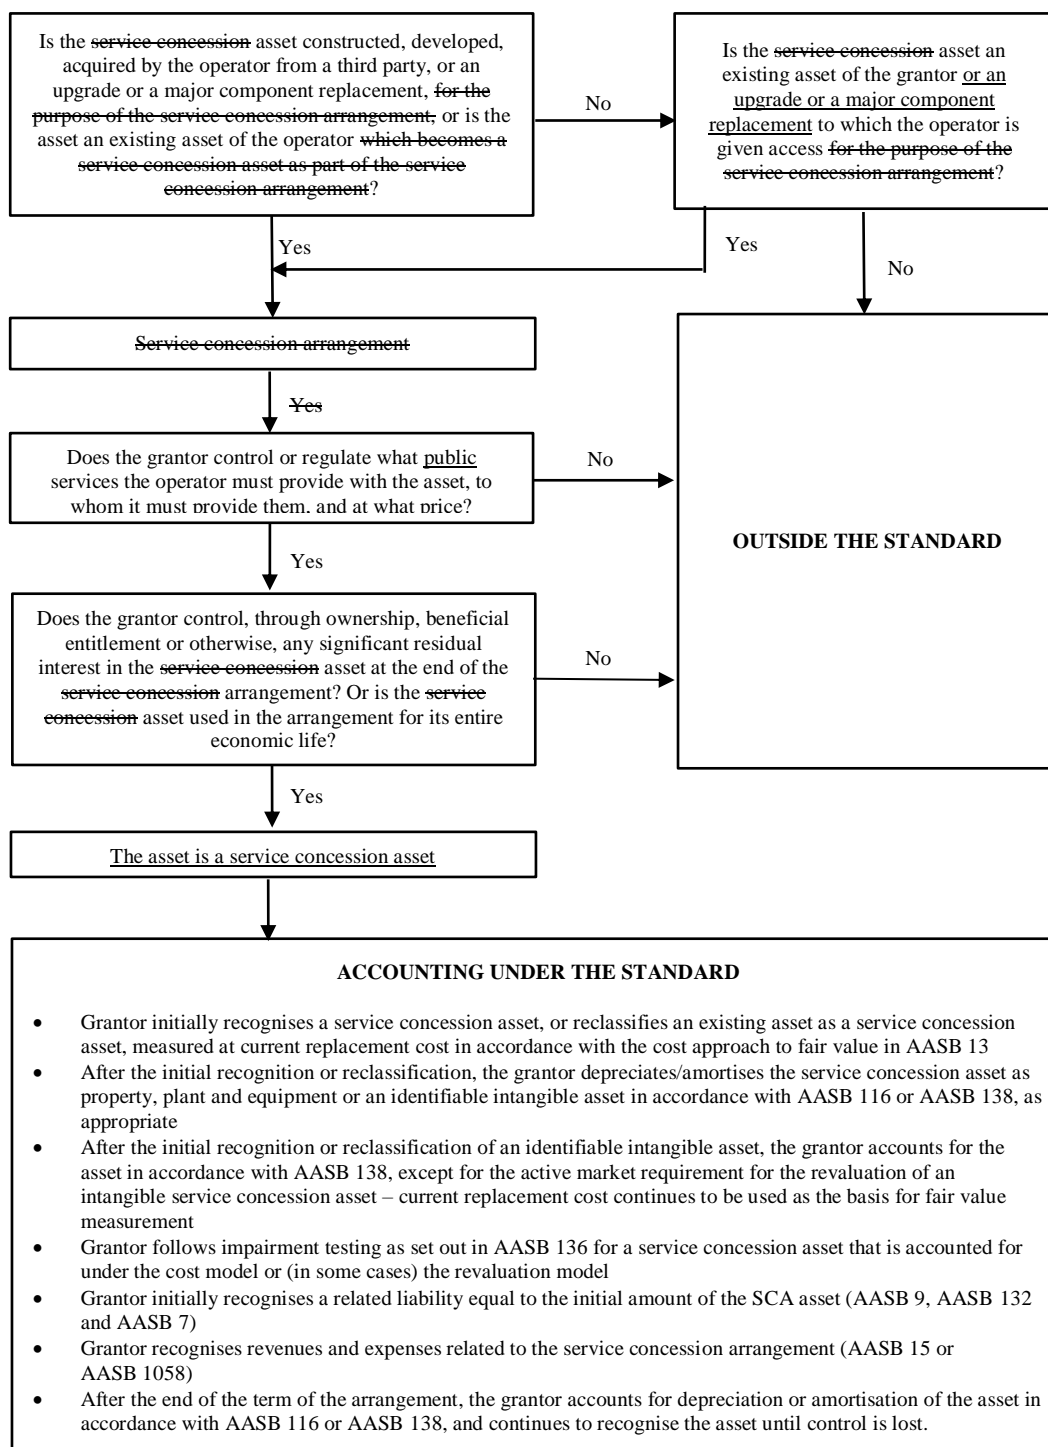 Is the service concession asset constructed, developed,
acquired by the operator from a third party, or an
upgrade or a major component replacement, for the
purpose of the service concession arrangement, or is the
asset an existing asset of the operator which becomes a
service concession asset as part of the service
concession arrangement?
No
Is the service concession asset an
existing asset of the grantor or an
upgrade or a major component
replacement to which the operator is
given access for the purpose of the
service concession arrangement?
Yes
Yes
No
Service concession arrangement
Yes
Does the grantor control or regulate what public
services the operator must provide with the asset, to
whom it must provide them, and at what price?
No
OUTSIDE THE STANDARD
Yes
Does the grantor control, through ownership, beneficial
entitlement or otherwise, any significant residual
interest in the service concession asset at the end of the
service concession arrangement? Or is the service
concession asset used in the arrangement for its entire
economic life?
No
Yes
The asset is a service concession asset
ACCOUNTING UNDER THE STANDARD
• Grantor initially recognises a service concession asset, or reclassifies an existing asset as a service concession
asset, measured at current replacement cost in accordance with the cost approach to fair value in AASB 13
• After the initial recognition or reclassification, the grantor depreciates/amortises the service concession asset as
property, plant and equipment or an identifiable intangible asset in accordance with AASB 116 or AASB 138, as
appropriate
• After the initial recognition or reclassification of an identifiable intangible asset, the grantor accounts for the
asset in accordance with AASB 138, except for the active market requirement for the revaluation of an
intangible service concession asset – current replacement cost continues to be used as the basis for fair value
measurement
• Grantor follows impairment testing as set out in AASB 136 for a service concession asset that is accounted for
under the cost model or (in some cases) the revaluation model
• Grantor initially recognises a related liability equal to the initial amount of the SCA asset (AASB 9, AASB 132
and AASB 7)
• Grantor recognises revenues and expenses related to the service concession arrangement (AASB 15 or
AASB 1058)
• After the end of the term of the arrangement, the grantor accounts for depreciation or amortisation of the asset in
accordance with AASB 116 or AASB 138, and continues to recognise the asset until control is lost.